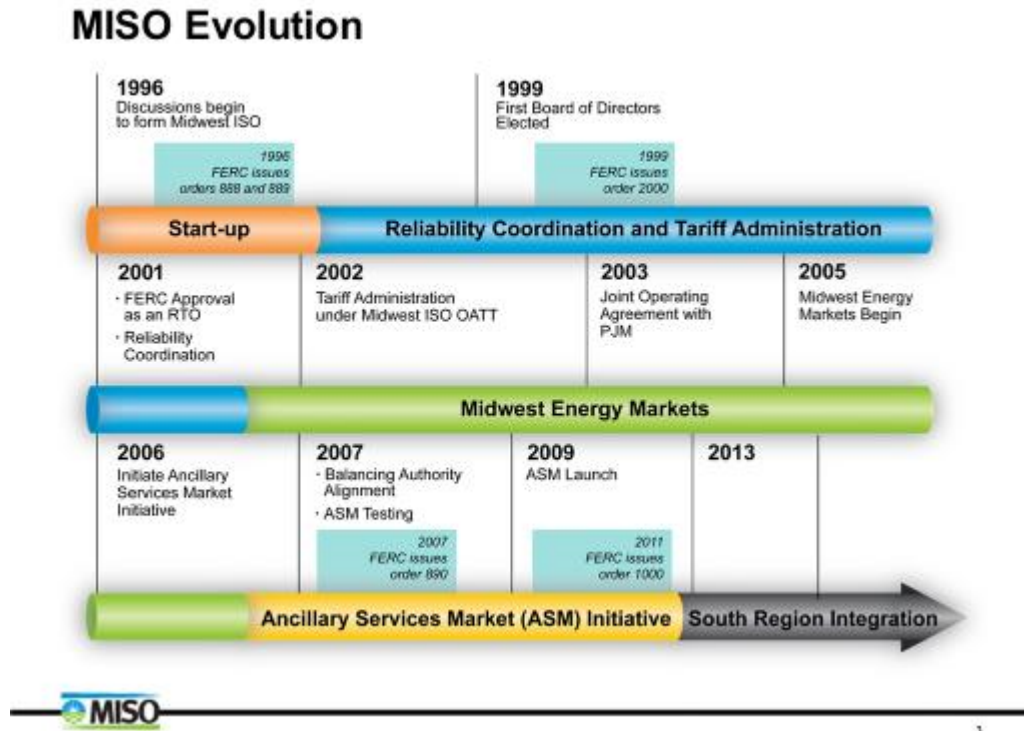 MISO Evolution
1996
Discussions begin
to form Midwest ISO
1996
FERC issues
orders 888 and 889
1999
First Board of Directors
Elected
1999
FERC issues
order 2000
Start-up
Reliability Coordination and Tariff Administration
2001
· FERC Approval
as an RTO
· Reliability
Coordination
2002
Tariff Administration
under Midwest ISO OATT
2003
Joint Operating
Agreement with
PJM
2005
Midwest Energy
Markets Begin
Midwest Energy Markets
2006
Initiate Ancillary
Services Market
Initiative
2007
· Balancing Authority
Alignment
· ASM Testing
2007
FERC issues
order 890
2009
ASM Launch
2011
FERC issues
order 1000
2013
Ancillary Services Market (ASM) Initiative
South Region Integration
MISO